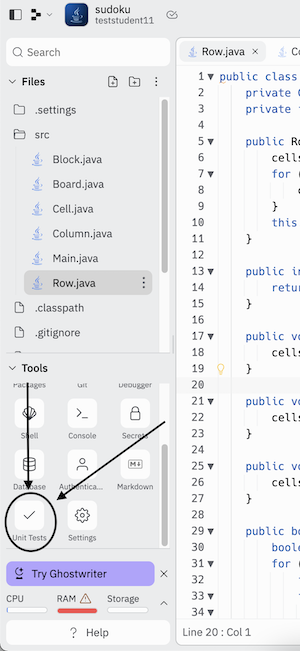 sudoku
teststudent11
Search
Files
.settings
src
Block.java
Board.java
Cell.java
Column.java
Main.java
Row.java
.classpath
.gitignore
Tools
Packages Git Debugger
Shell Console Secrets
Database Authentica... Markdown
Unit Tests Settings
Try Ghostwriter
CPU RAM Storage
? Help
Row.java
1 public class
2 private
3 private
4
5 public Ro
6 cells
7 for (
8
9 }
10 this
11 }
12
13 public in
14 retur
15 }
16
17 public vo
18 cells
19 }
20
21 public vo
22 cells
23 }
24
25 public vo
26 cells
27 }
28
29 public bo
30 boole
31 for (
32
33
34
Line 20 : Col 1